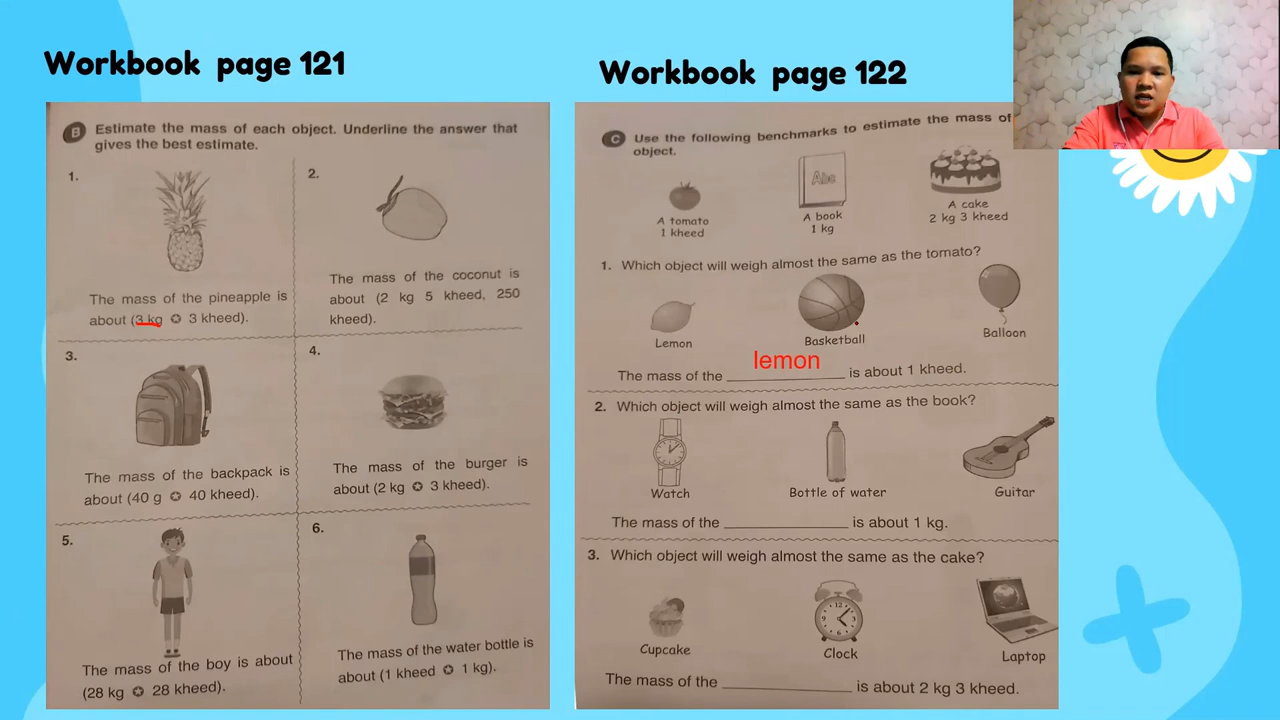 Workbook page 121
B Estimate the mass of each object. Underline the answer that
gives the best estimate.
1.
The mass of the pineapple is
about (3 kg ✪ 3 kheed).
2.
The mass of the coconut is
about (2 kg 5 kheed, 250
kheed).
3.
The mass of the backpack is
about (40 g ✪ 40 kheed).
4.
The mass of the burger is
about (2 kg ✪ 3 kheed).
5.
The mass of the boy is about
(28 kg ✪ 28 kheed).
6.
The mass of the water bottle is
about (1 kheed ✪ 1 kg).
Workbook page 122
C Use the following benchmarks to estimate the mass of
object.
Abc
A tomato
1 kheed
A book
1 kg
A cake
2 kg 3 kheed
1. Which object will weigh almost the same as the tomato?
Lemon
Basketball
Balloon
lemon
The mass of the ____________ is about 1 kheed.
2. Which object will weigh almost the same as the book?
Watch
Bottle of water
Guitar
The mass of the ____________ is about 1 kg.
3. Which object will weigh almost the same as the cake?
12
Cupcake
Clock
Laptop
The mass of the ____________ is about 2 kg 3 kheed.